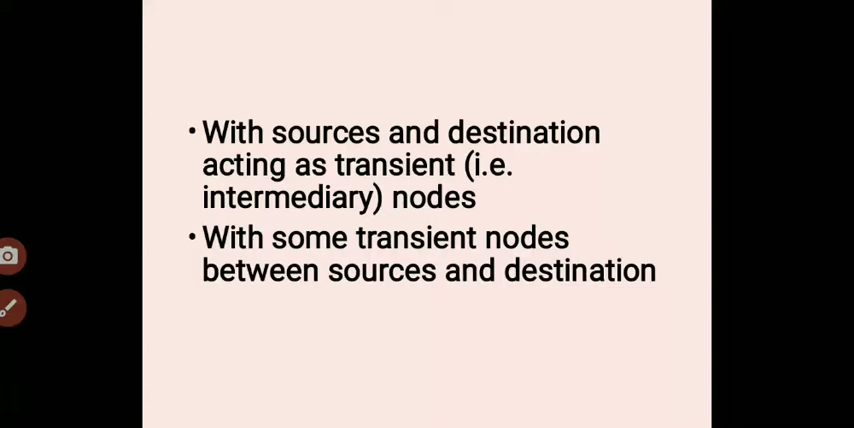 • With sources and destination
acting as transient (i.e.
intermediary) nodes
• With some transient nodes
between sources and destination